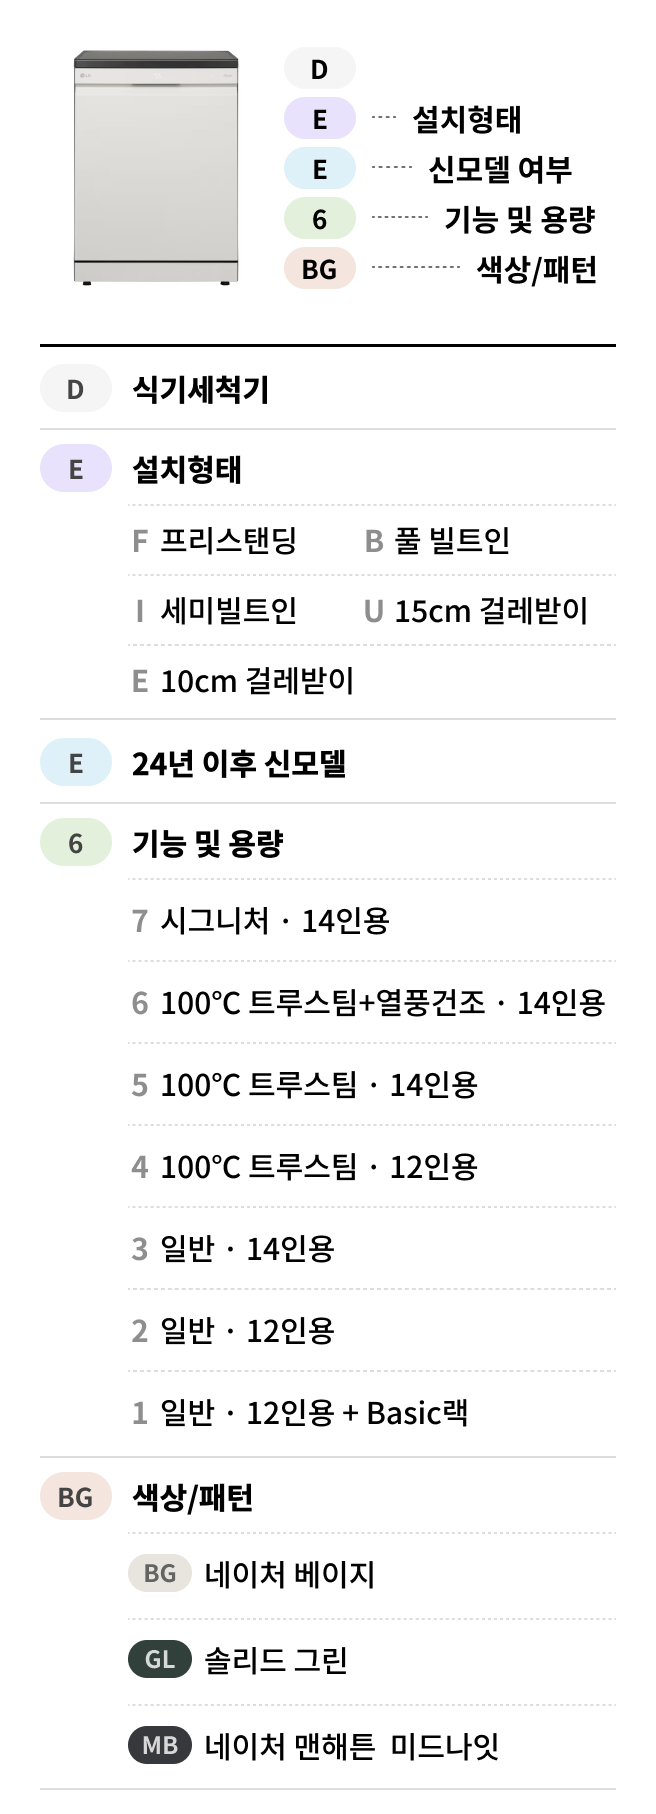 D
E 설치형태
E 신모델 여부
6 기능 및 용량
BG 색상/패턴
D 식기세척기
E 설치형태
F 프리스탠딩 B 풀 빌트인
I 세미빌트인 U 15cm 걸레받이
E 10cm 걸레받이
E 24년 이후 신모델
6 기능 및 용량
7 시그니처 · 14인용
6 100℃ 트루스팀+열풍건조 · 14인용
5 100℃ 트루스팀 · 14인용
4 100℃ 트루스팀 · 12인용
3 일반 · 14인용
2 일반 · 12인용
1 일반 · 12인용 + Basic랙
BG 색상/패턴
BG 네이처 베이지
GL 솔리드 그린
MB 네이처 맨해튼 미드나잇